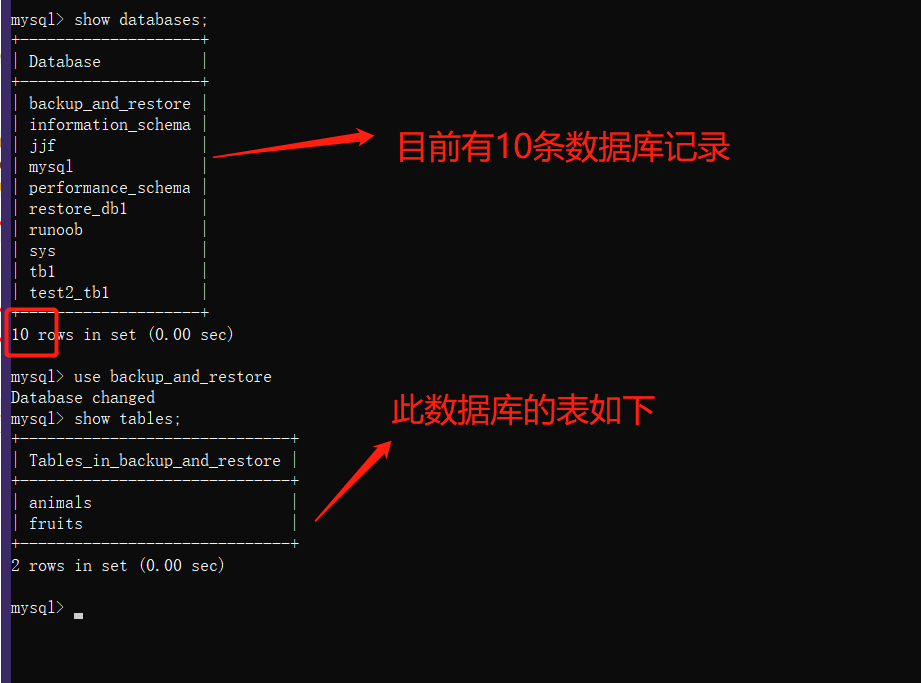 mysql> show databases;
+--------------------+
| Database           |
+--------------------+
| backup_and_restore |
| information_schema |
| jjf                |
| mysql              |
| performance_schema |
| restore_db1        |
| runoob             |
| sys                |
| tb1                |
| test2_tb1          |
+--------------------+
10 rows in set (0.00 sec)
目前有10条数据库记录
mysql> use backup_and_restore
Database changed
mysql> show tables;
+------------------------------+
| Tables_in_backup_and_restore |
+------------------------------+
| animals                      |
| fruits                       |
+------------------------------+
2 rows in set (0.00 sec)
此数据库的表如下
mysql>